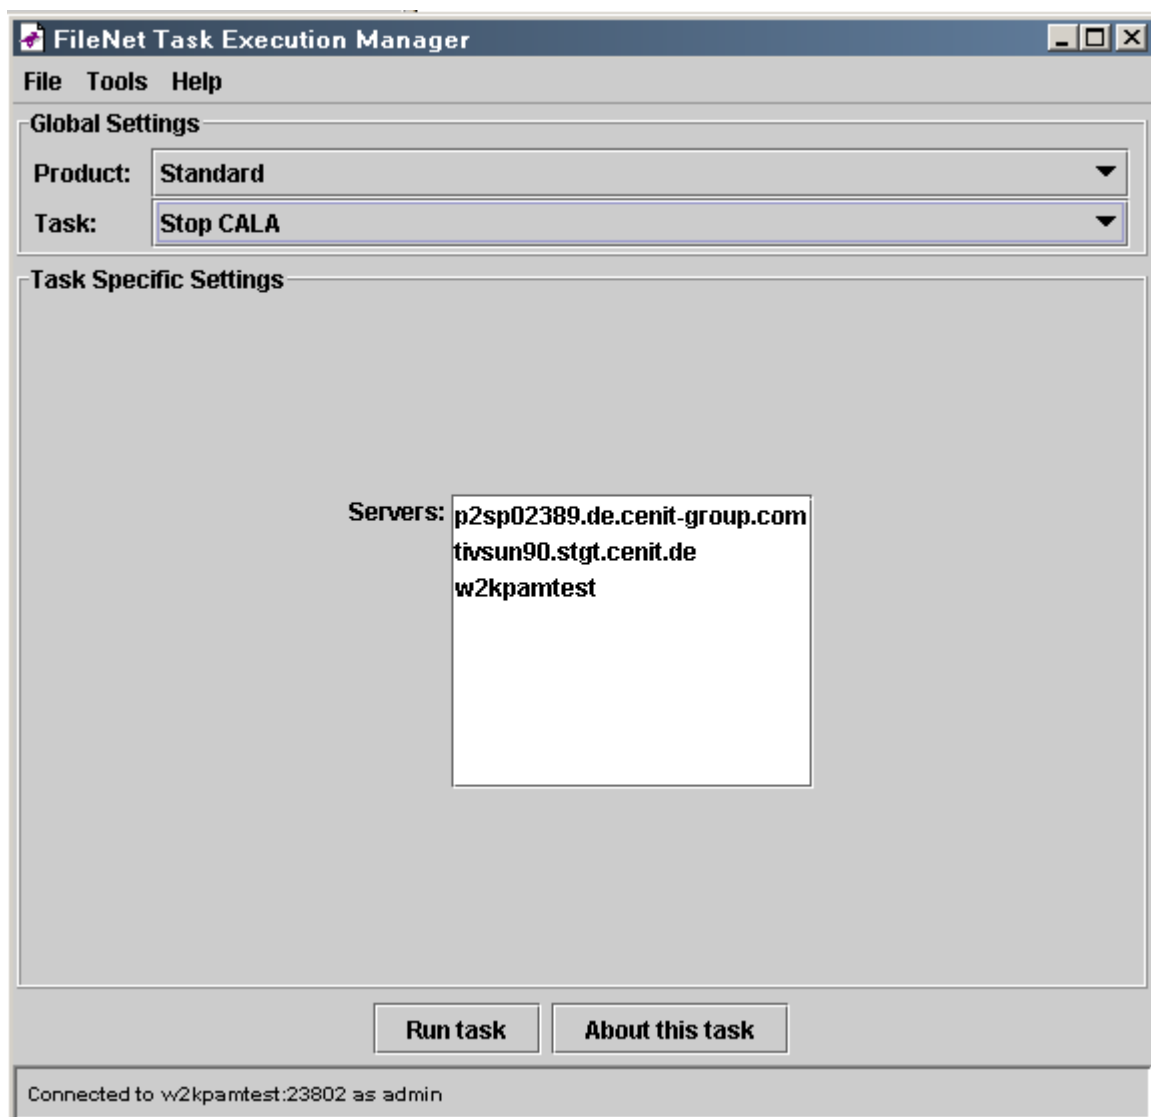 FileNet Task Execution Manager
File Tools Help
Global Settings
Product: Standard
Task: Stop CALA
Task Specific Settings
Servers: p2sp02389.de.cenit-group.com
tivsun90.stgt.cenit.de
w2kpamtest
Run task About this task
Connected to w2kpamtest:23802 as admin